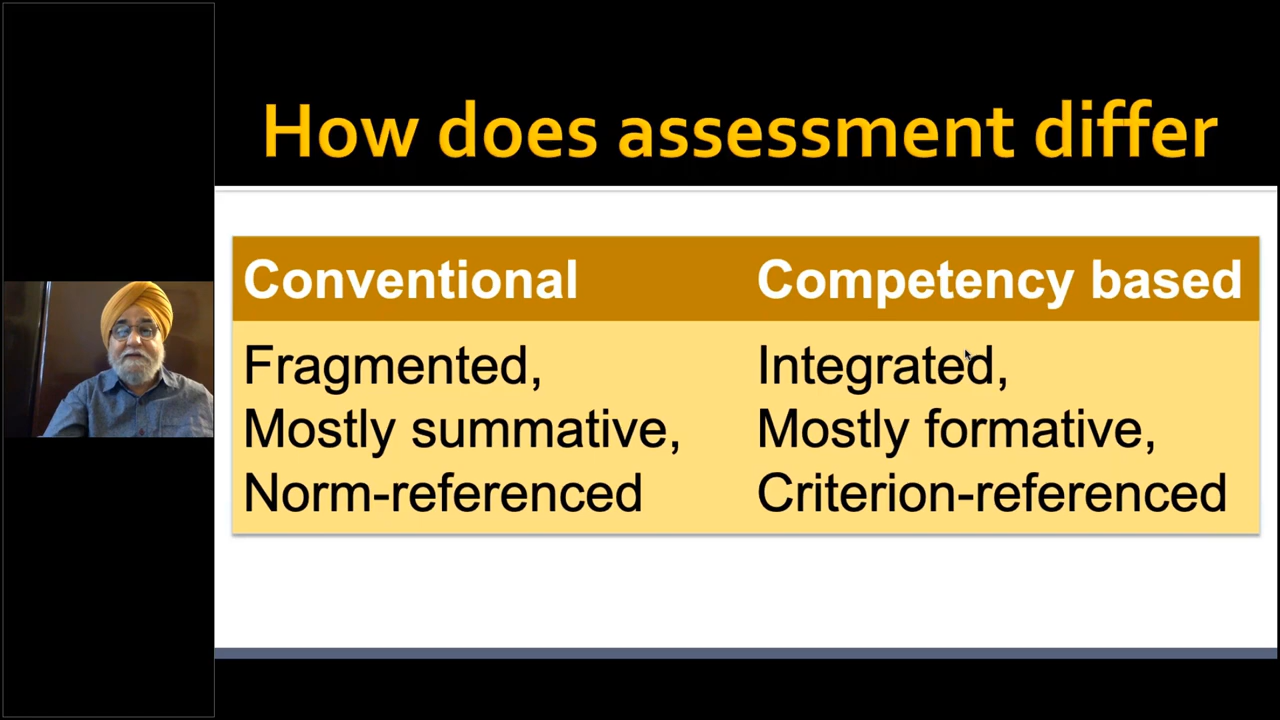 How does assessment differ
Conventional
Competency based
Fragmented,
Mostly summative,
Norm-referenced
Integrated,
Mostly formative,
Criterion-referenced